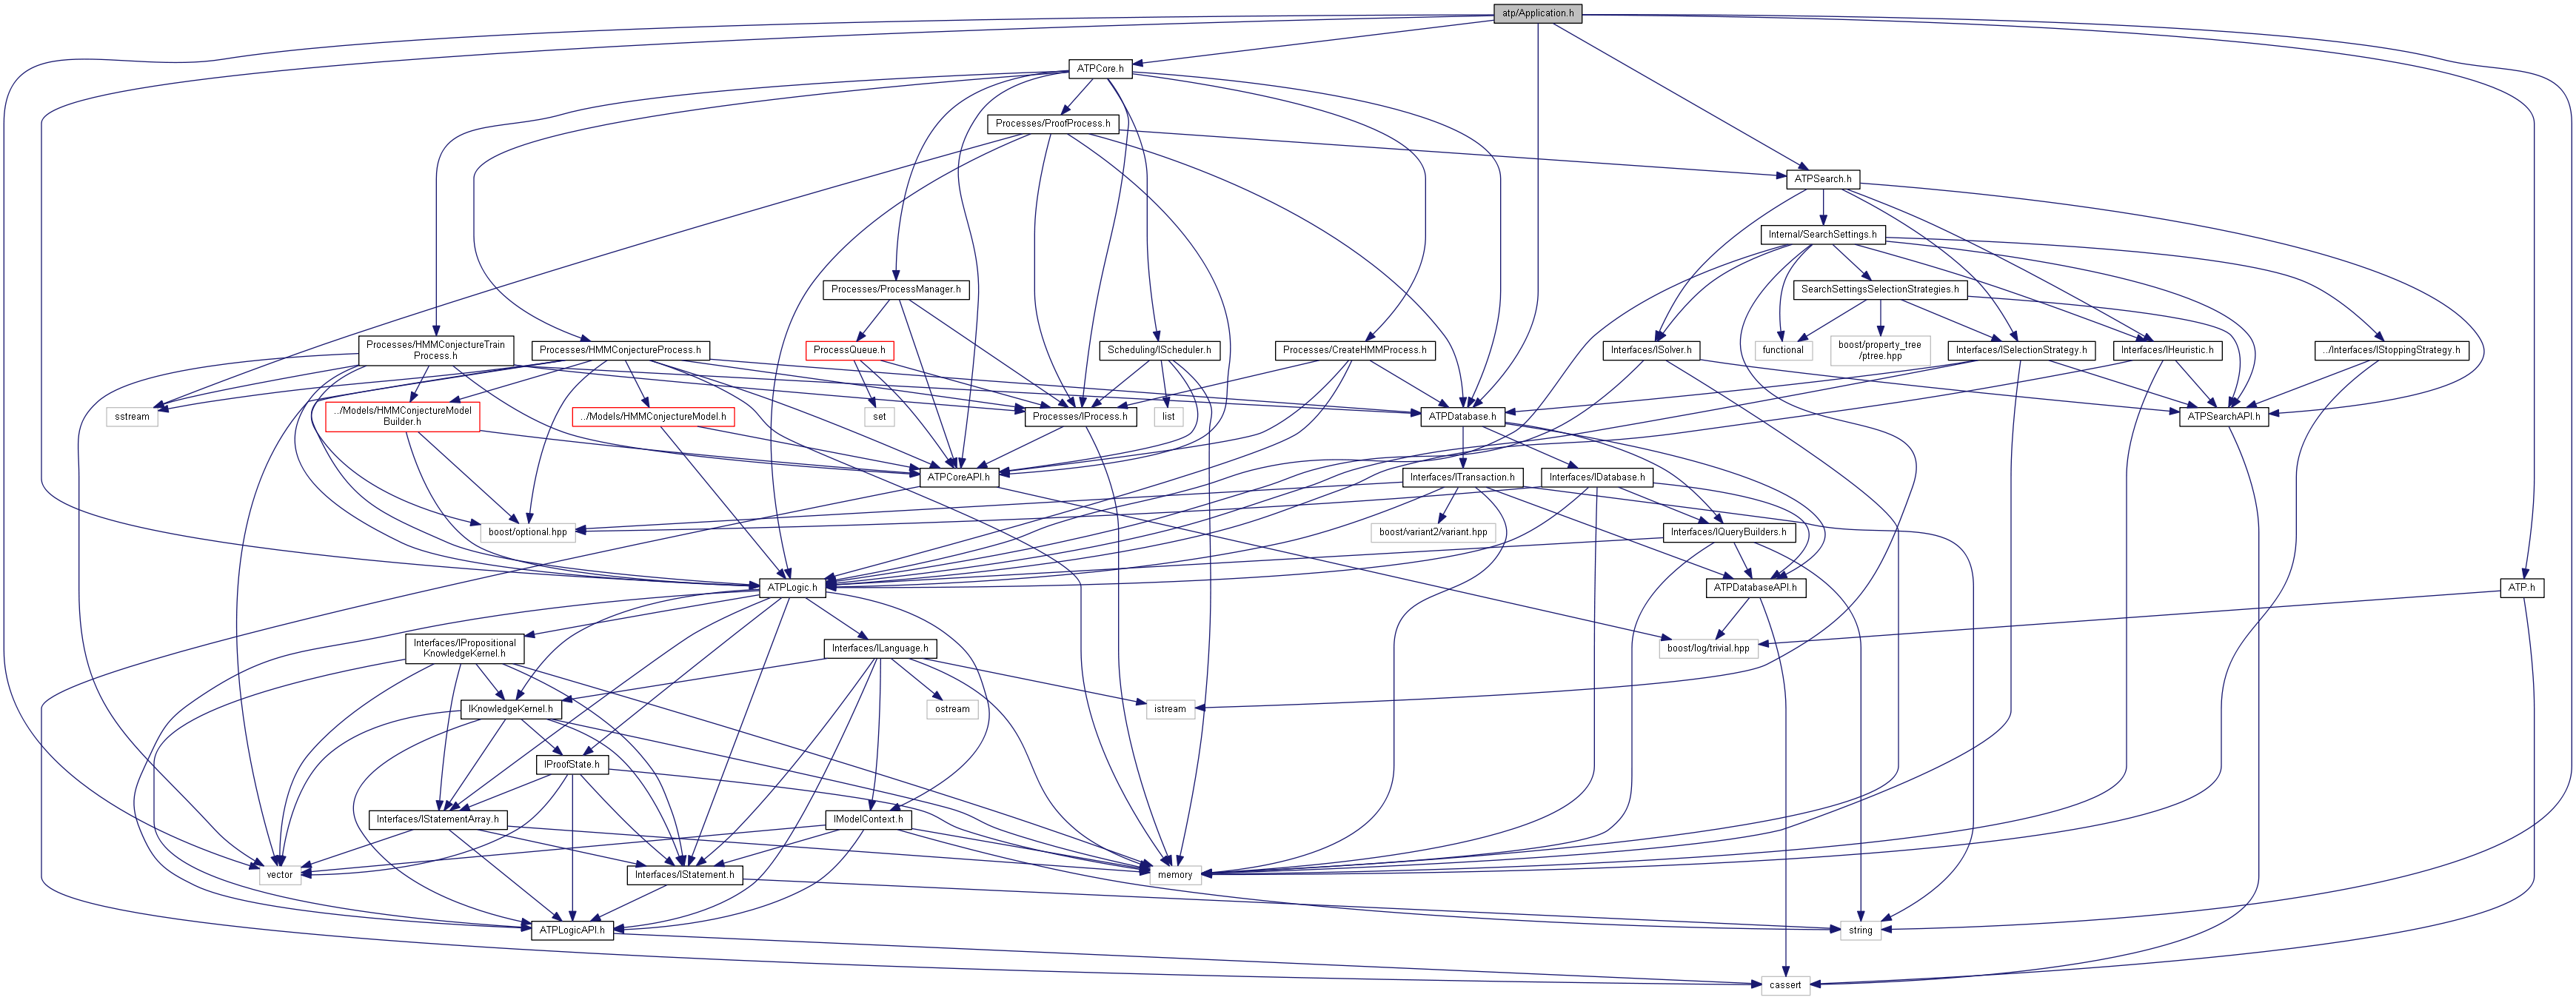 atp/Application.h
ATPCore.h
Processes/ProofProcess.h
ATPSearch.h
Internal/SearchSettings.h
Processes/ProcessManager.h
SearchSettingsSelectionStrategies.h
Processes/HMMConjectureTrain
Process.h
Processes/HMMConjectureProcess.h
ProcessQueue.h
Scheduling/IScheduler.h
Processes/CreateHMMProcess.h
Interfaces/ISolver.h
functional
boost/property_tree
/ptree.hpp
Interfaces/ISelectionStrategy.h
Interfaces/IHeuristic.h
../Interfaces/IStoppingStrategy.h
sstream
../Models/HMMConjectureModel
Builder.h
../Models/HMMConjectureModel.h
set
Processes/IProcess.h
list
ATPDatabase.h
ATPSearchAPI.h
ATPCoreAPI.h
Interfaces/ITransaction.h
Interfaces/IDatabase.h
boost/optional.hpp
boost/variant2/variant.hpp
Interfaces/IQueryBuilders.h
ATPLogic.h
ATPDatabaseAPI.h
ATP.h
Interfaces/IPropositional
KnowledgeKernel.h
Interfaces/ILanguage.h
boost/log/trivial.hpp
IKnowledgeKernel.h
ostream
istream
IProofState.h
Interfaces/IStatementArray.h
IModelContext.h
vector
Interfaces/IStatement.h
memory
ATPLogicAPI.h
string
cassert